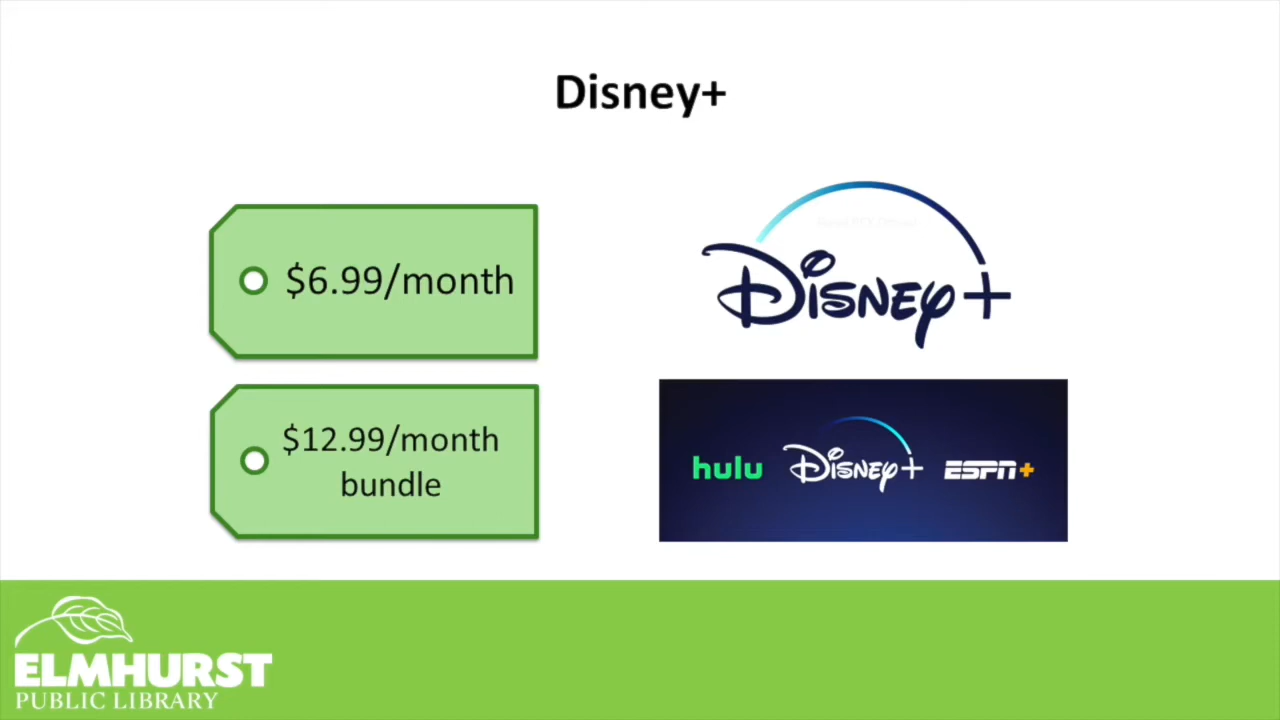 Disney+
$6.99/month
Disney+
$12.99/month
bundle
hulu Disney+ ESPN+
ELMHURST
PUBLIC LIBRARY